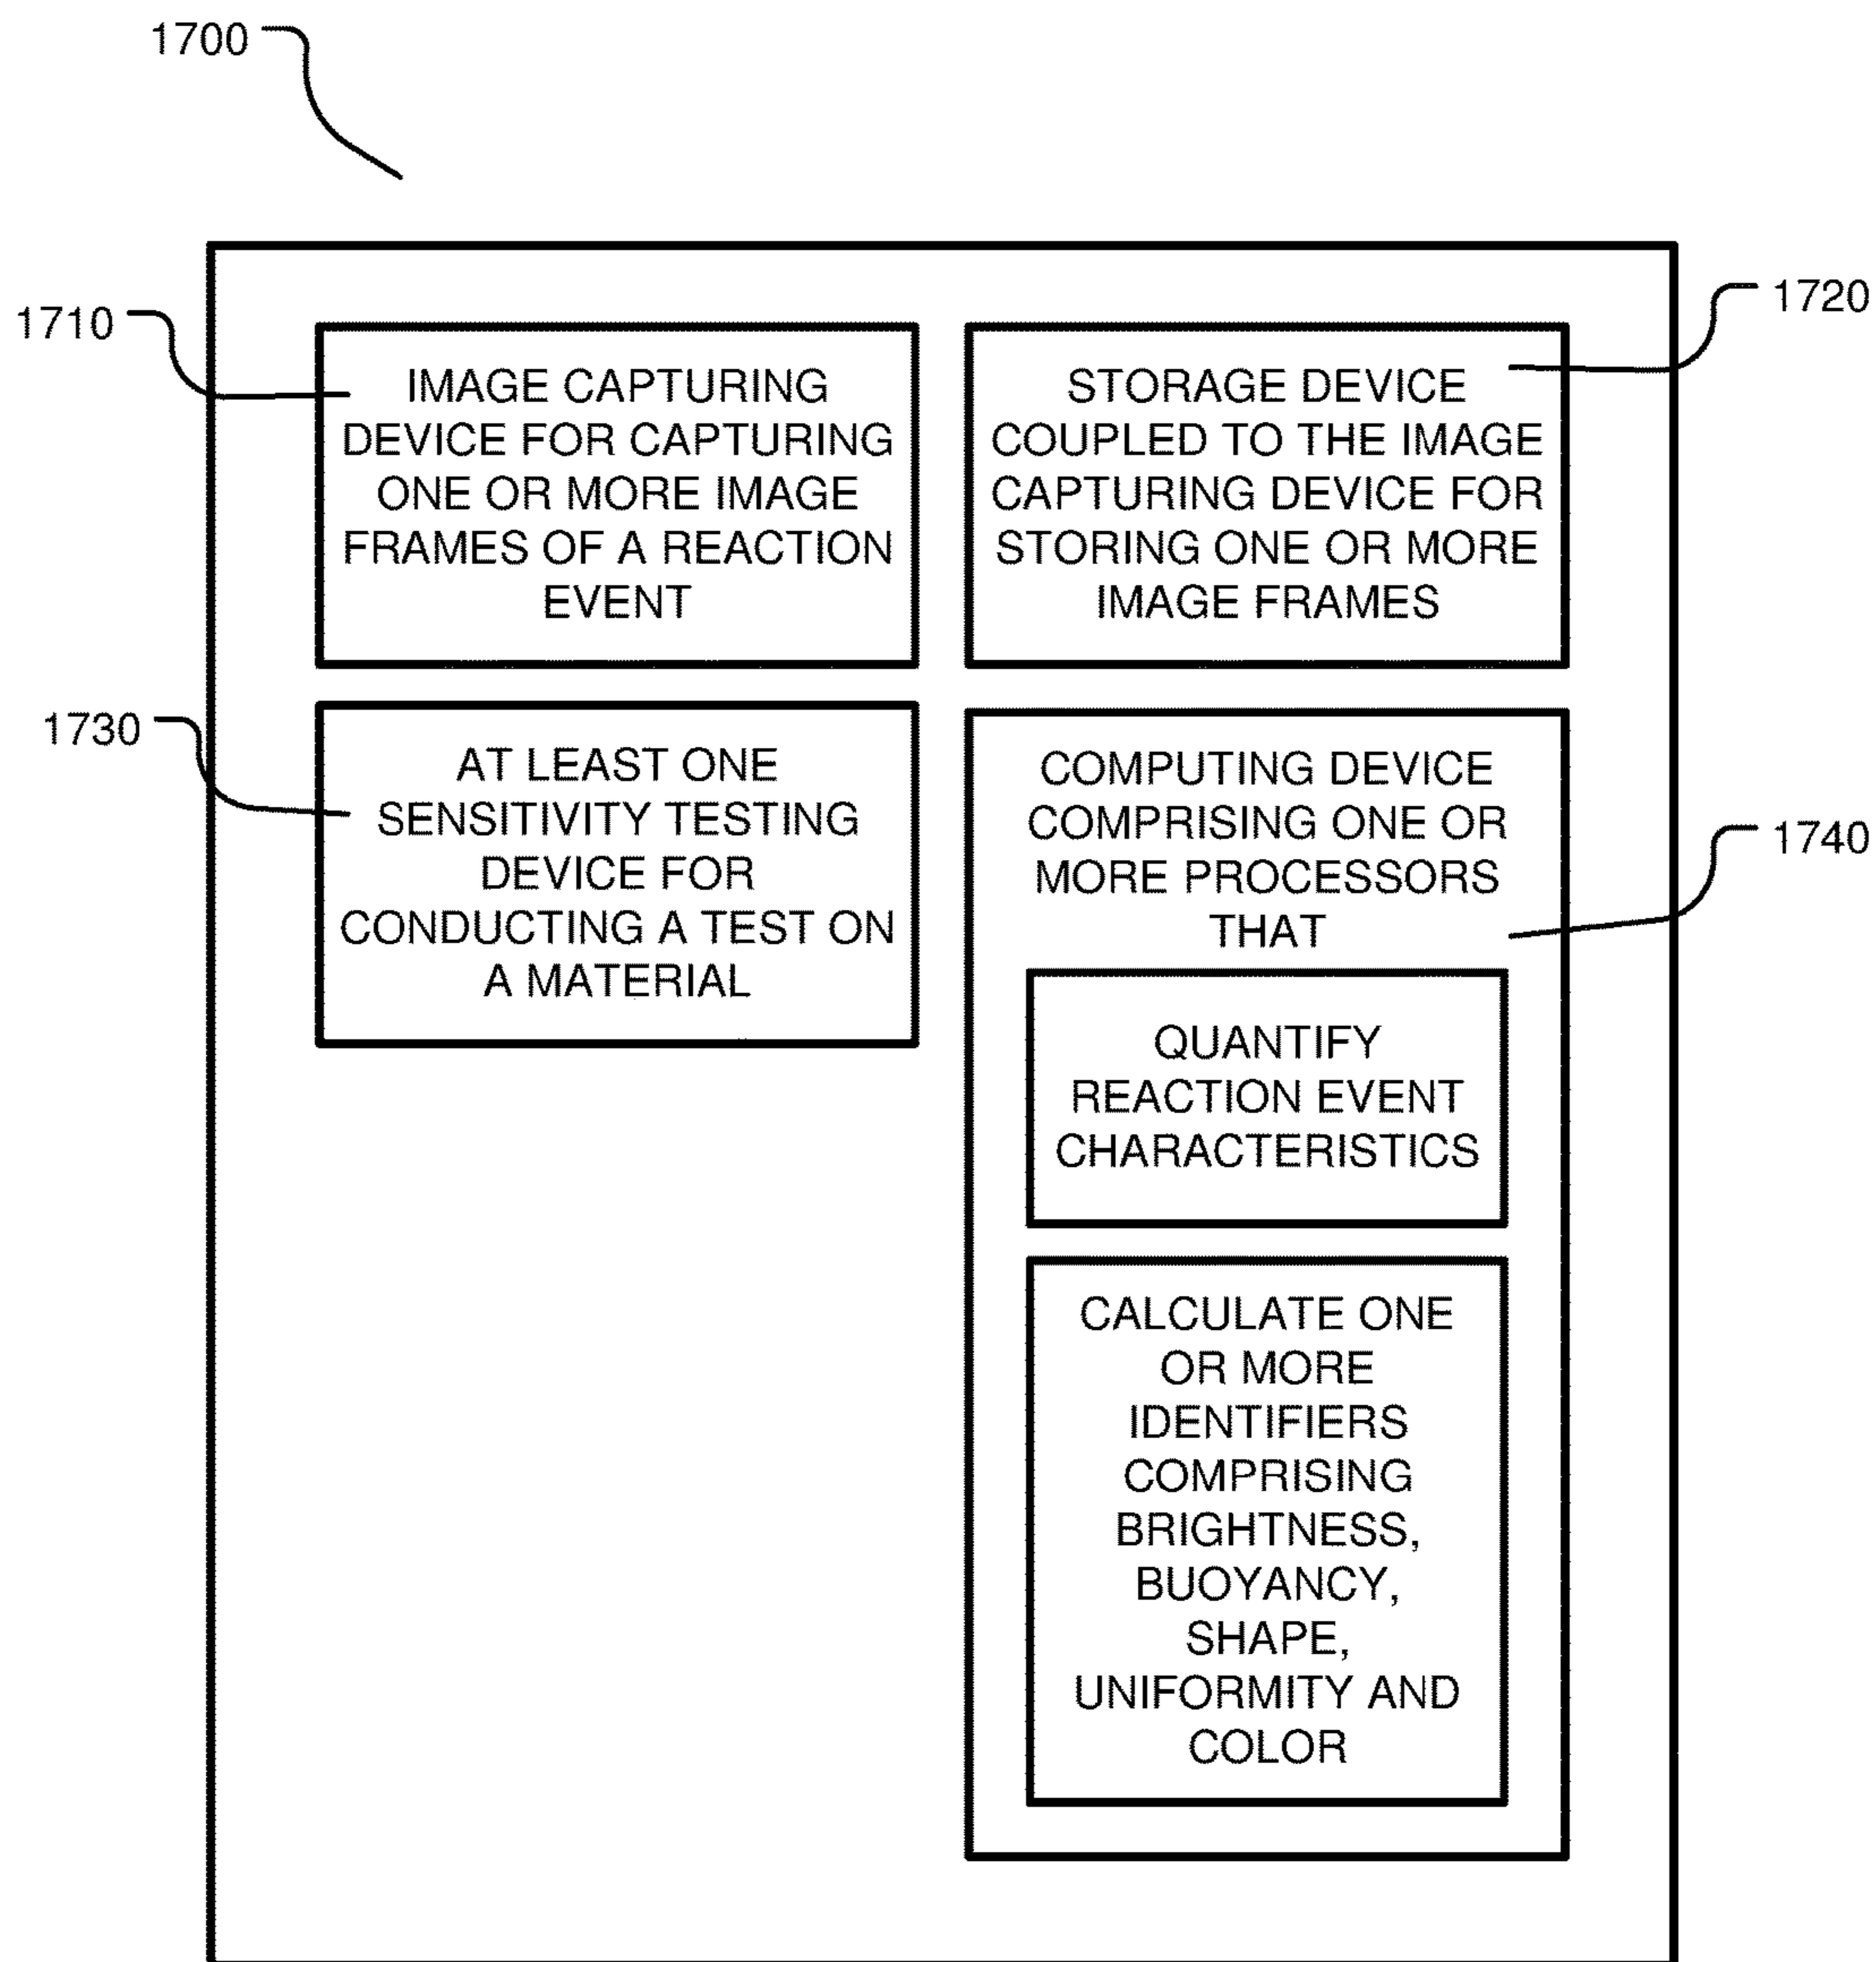 1700
1710
IMAGE CAPTURING
DEVICE FOR CAPTURING
ONE OR MORE IMAGE
FRAMES OF A REACTION
EVENT
1720
STORAGE DEVICE
COUPLED TO THE IMAGE
CAPTURING DEVICE FOR
STORING ONE OR MORE
IMAGE FRAMES
1730
AT LEAST ONE
SENSITIVITY TESTING
DEVICE FOR
CONDUCTING A TEST ON
A MATERIAL
1740
COMPUTING DEVICE
COMPRISING ONE OR
MORE PROCESSORS
THAT
QUANTIFY
REACTION EVENT
CHARACTERISTICS
CALCULATE ONE
OR MORE
IDENTIFIERS
COMPRISING
BRIGHTNESS,
BUOYANCY,
SHAPE,
UNIFORMITY AND
COLOR